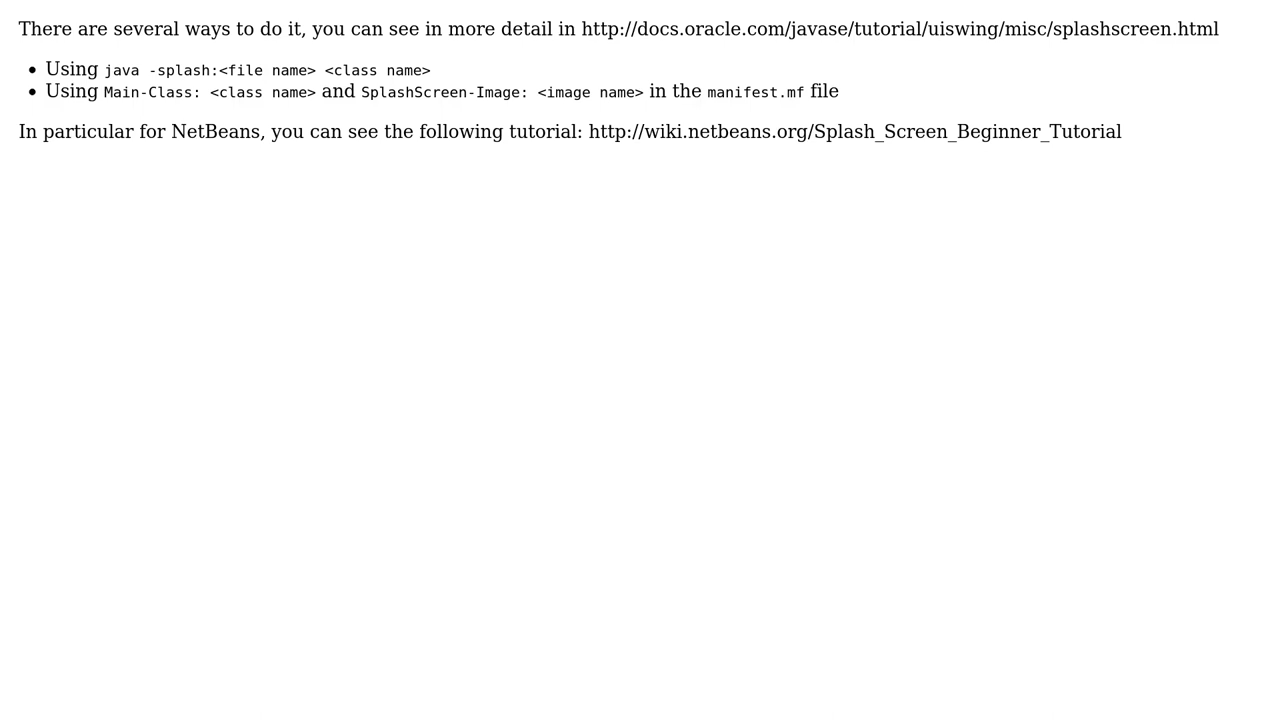 There are several ways to do it, you can see in more detail in http://docs.oracle.com/javase/tutorial/uiswing/misc/splashscreen.html
• Using java -splash:<file name> <class name>
• Using Main-Class: <class name> and SplashScreen-Image: <image name> in the manifest.mf file
In particular for NetBeans, you can see the following tutorial: http://wiki.netbeans.org/Splash_Screen_Beginner_Tutorial